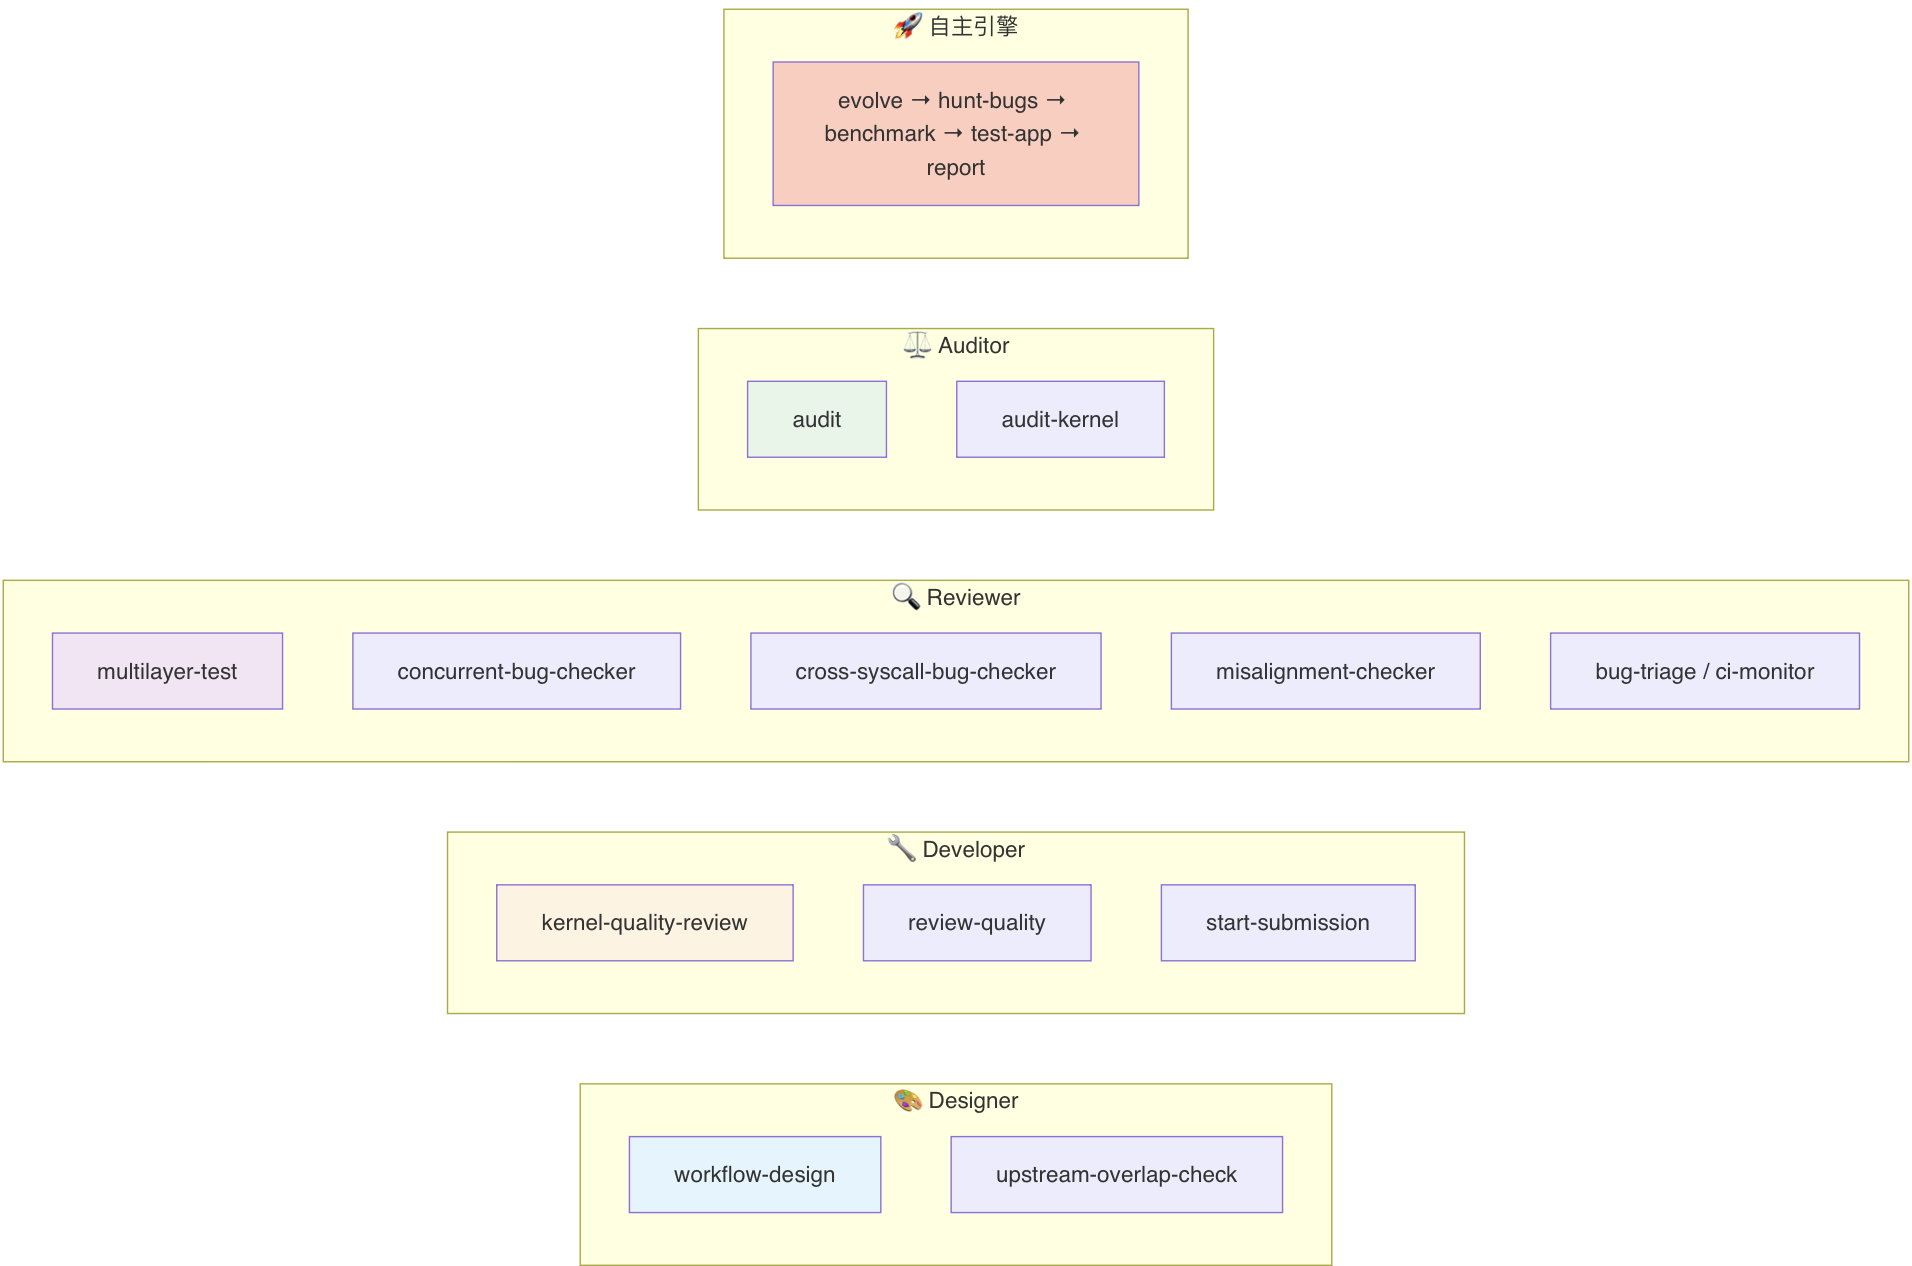 🚀 自主引擎
evolve → hunt-bugs →
benchmark → test-app →
report
⚖️ Auditor
audit
audit-kernel
🔍 Reviewer
multilayer-test
concurrent-bug-checker
cross-syscall-bug-checker
misalignment-checker
bug-triage / ci-monitor
🔧 Developer
kernel-quality-review
review-quality
start-submission
🎨 Designer
workflow-design
upstream-overlap-check